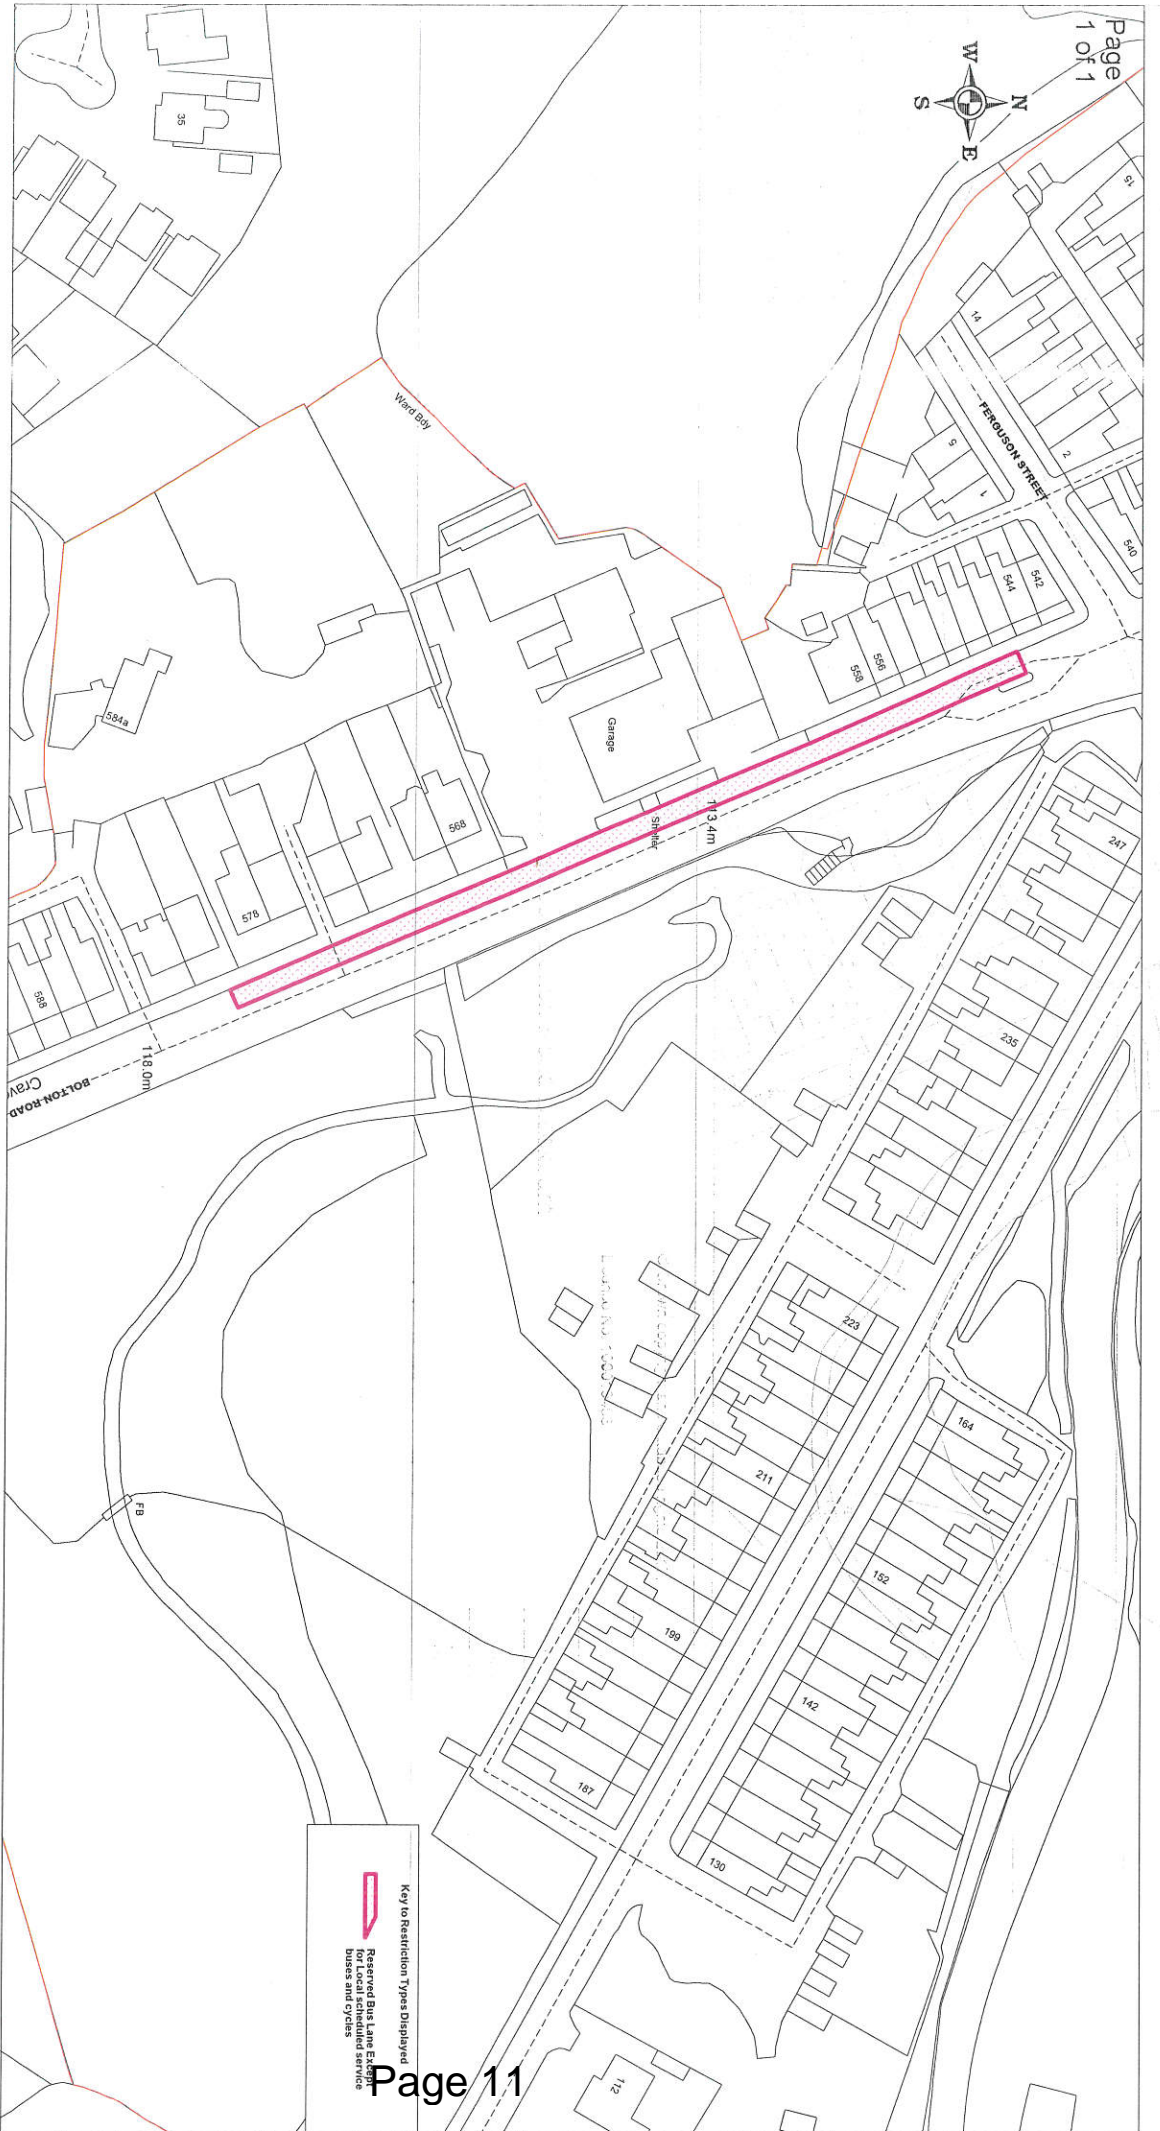 Page
1 of 1
W
N
S
E
15
35
14
FERGUSON STREET
2
5
1
540
542
544
556
558
Ward Bdy
Garage
Shelter
113.4m
247
584a
568
578
588
118.0m
BOLTON ROAD
Crav
235
223
164
211
152
199
142
187
130
112
FB
Key to Restriction Types Displayed
Reserved Bus Lane Except
for Local scheduled service
buses and cycles
Page 11